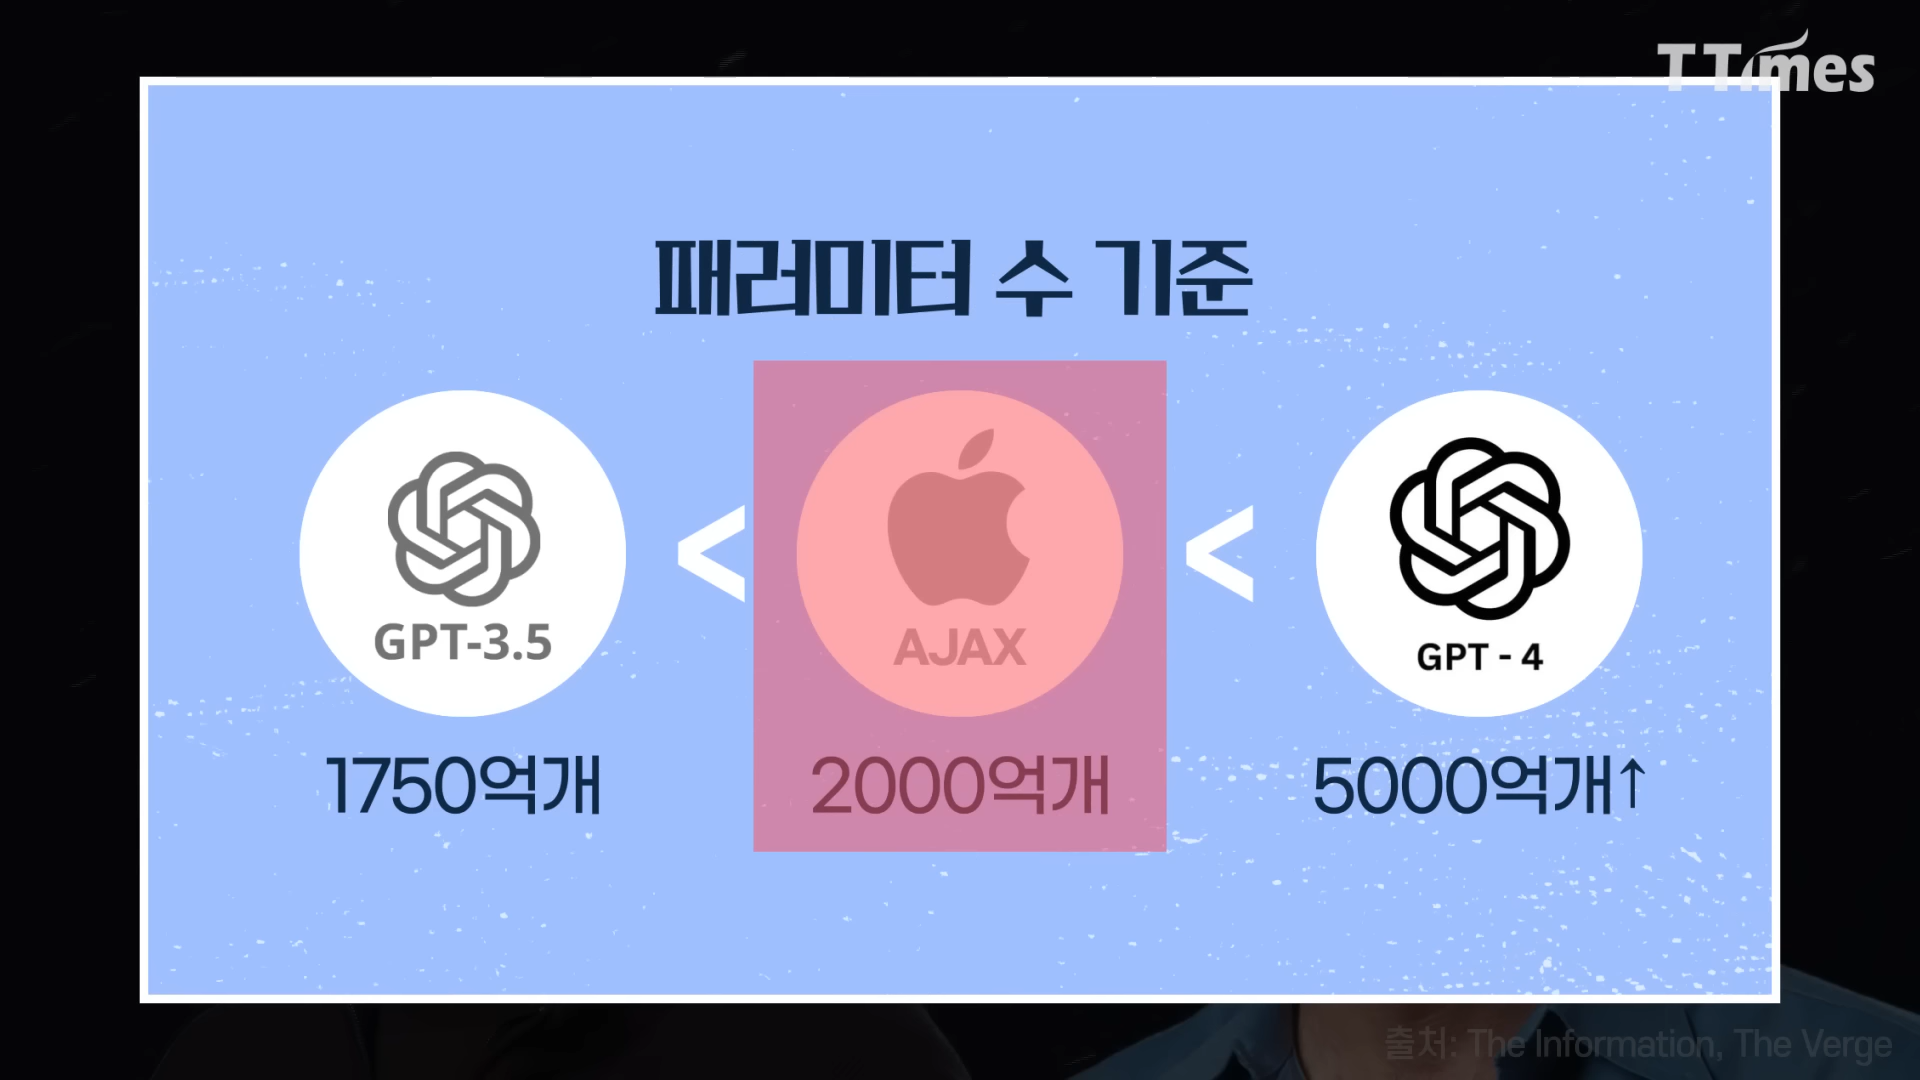 TTimes
패러미터 수 기준
GPT-3.5
<
AJAX
<
GPT - 4
1750억개
2000억개
5000억개↑
출처: The Information, The Verge